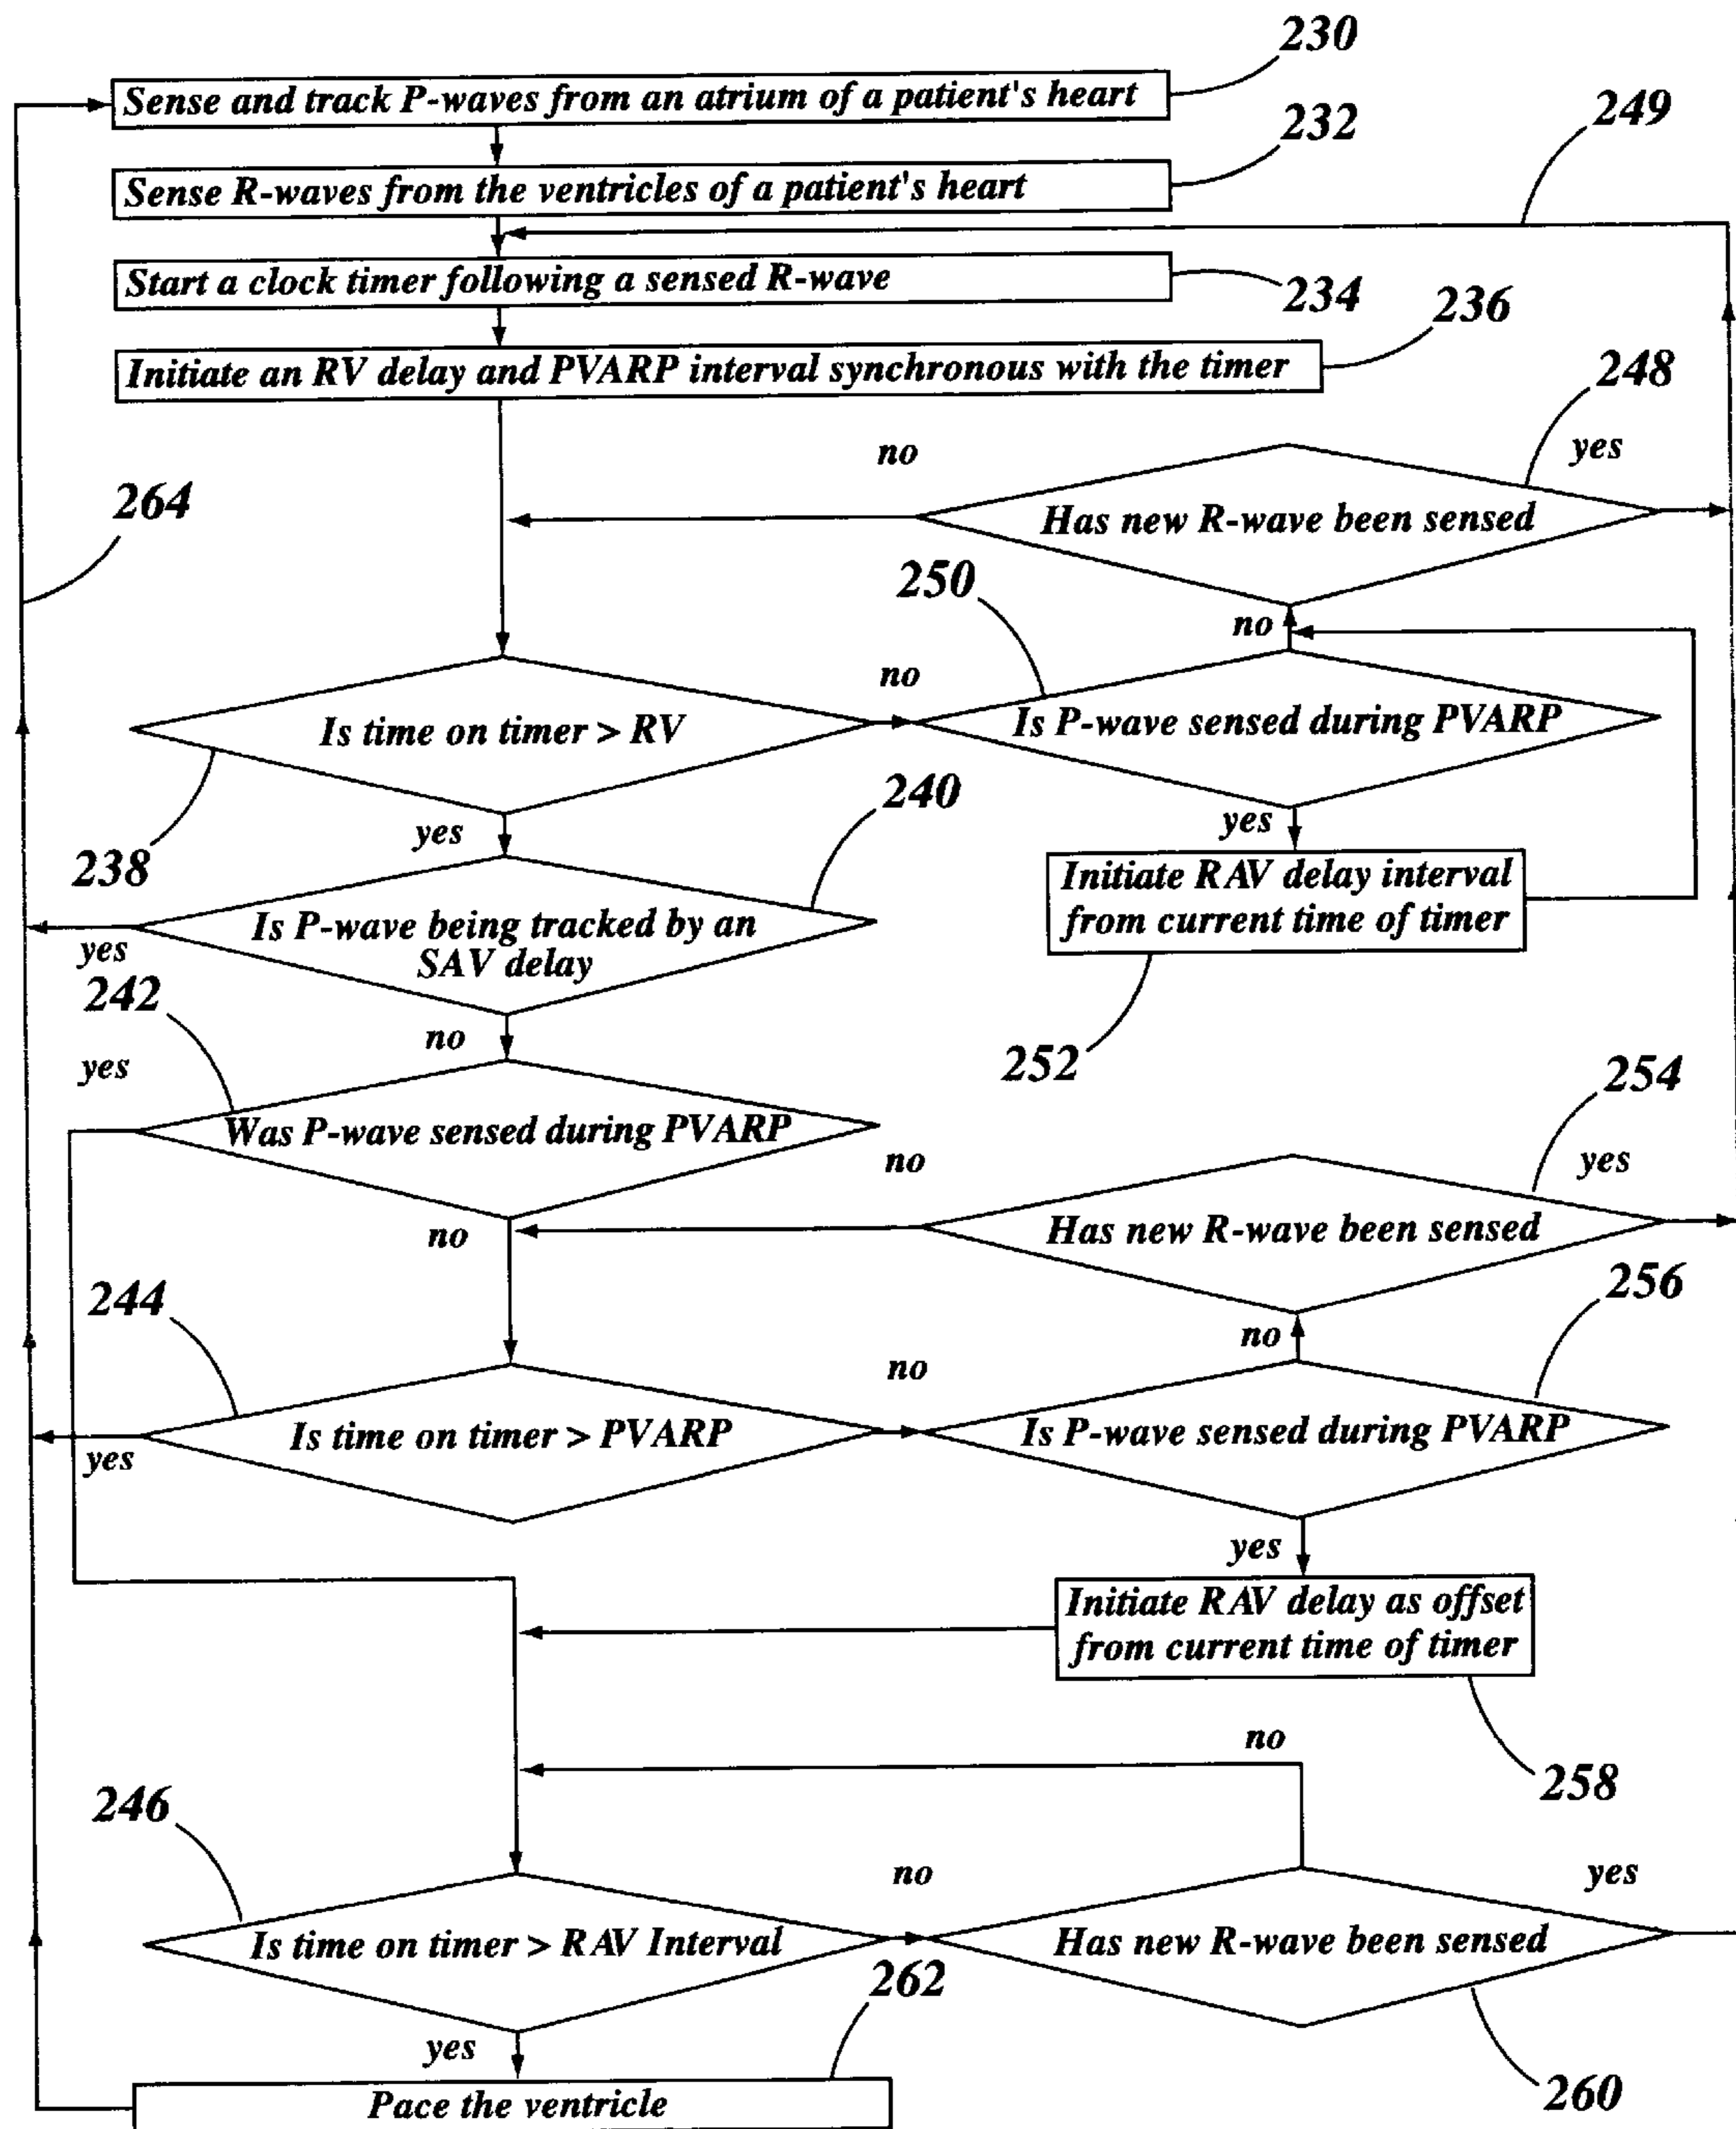 230
Sense and track P-waves from an atrium of a patient's heart
232
249
Sense R-waves from the ventricles of a patient's heart
Start a clock timer following a sensed R-wave
234
236
Initiate an RV delay and PVARP interval synchronous with the timer
248
no
yes
264
Has new R-wave been sensed
250
no
no
Is time on timer > RV
Is P-wave sensed during PVARP
240
yes
yes
238
Initiate RAV delay interval
from current time of timer
Is P-wave being tracked by an
SAV delay
yes
242
no
252
yes
254
Was P-wave sensed during PVARP
no
yes
no
Has new R-wave been sensed
244
256
no
no
Is time on timer > PVARP
Is P-wave sensed during PVARP
yes
yes
Initiate RAV delay as offset
from current time of timer
no
258
246
no
yes
Is time on timer > RAV Interval
Has new R-wave been sensed
262
yes
260
Pace the ventricle